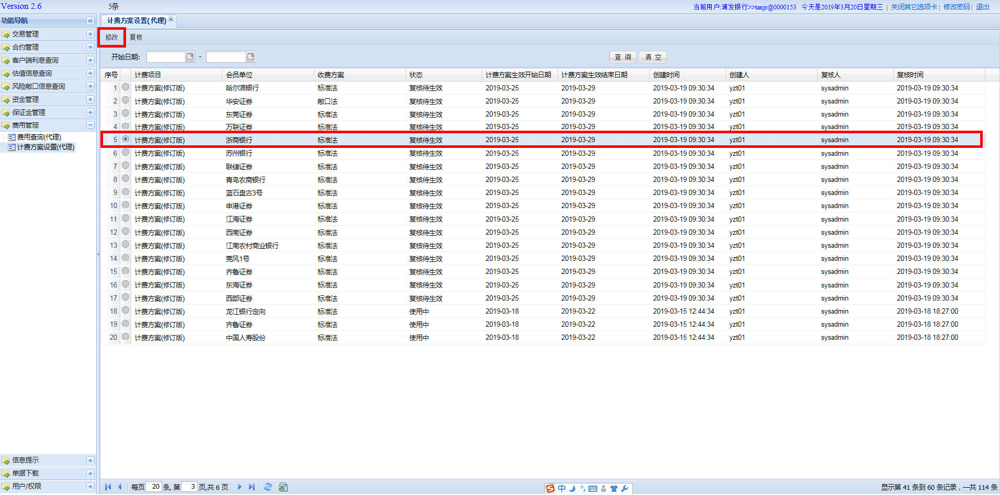 Version 2.6 5条 当前用户:浦发银行>>tanjr@0000153 今天是2019年3月20日星期三 | 关闭其它选项卡 | 修改密码 | 退出
功能导航 计费方案设置(代理)
交易管理 修改 复核
合约管理
客户端利息查询 开始日期: - 查 询 清 空
估值信息查询
风险敞口信息查询
资金管理
保证金管理
费用管理
费用查询(代理)
计费方案设置(代理)
信息提示
单据下载
用户/权限
序号 计费项目 会员单位 收费方案 状态 计费方案生效开始日期 计费方案生效结束日期 创建时间 创建人 复核人 复核时间
1 计费方案(修订版) 哈尔滨银行 标准法 复核待生效 2019-03-25 2019-03-29 2019-03-19 09:30:34 yzt01 sysadmin 2019-03-19 09:30:34
2 计费方案(修订版) 华安证券 敞口法 复核待生效 2019-03-25 2019-03-29 2019-03-19 09:30:34 yzt01 sysadmin 2019-03-19 09:30:34
3 计费方案(修订版) 东莞证券 标准法 复核待生效 2019-03-25 2019-03-29 2019-03-19 09:30:34 yzt01 sysadmin 2019-03-19 09:30:34
4 计费方案(修订版) 万联证券 标准法 复核待生效 2019-03-25 2019-03-29 2019-03-19 09:30:34 yzt01 sysadmin 2019-03-19 09:30:34
5 计费方案(修订版) 浙商银行 标准法 复核待生效 2019-03-25 2019-03-29 2019-03-19 09:30:34 yzt01 sysadmin 2019-03-19 09:30:34
6 计费方案(修订版) 苏州银行 标准法 复核待生效 2019-03-25 2019-03-29 2019-03-19 09:30:34 yzt01 sysadmin 2019-03-19 09:30:34
7 计费方案(修订版) 联储证券 标准法 复核待生效 2019-03-25 2019-03-29 2019-03-19 09:30:34 yzt01 sysadmin 2019-03-19 09:30:34
8 计费方案(修订版) 青岛农商银行 标准法 复核待生效 2019-03-25 2019-03-29 2019-03-19 09:30:34 yzt01 sysadmin 2019-03-19 09:30:34
9 计费方案(修订版) 蓝石盘古3号 标准法 复核待生效 2019-03-25 2019-03-29 2019-03-19 09:30:34 yzt01 sysadmin 2019-03-19 09:30:34
10 计费方案(修订版) 申港证券 标准法 复核待生效 2019-03-25 2019-03-29 2019-03-19 09:30:34 yzt01 sysadmin 2019-03-19 09:30:34
11 计费方案(修订版) 江海证券 标准法 复核待生效 2019-03-25 2019-03-29 2019-03-19 09:30:34 yzt01 sysadmin 2019-03-19 09:30:34
12 计费方案(修订版) 西南证券 标准法 复核待生效 2019-03-25 2019-03-29 2019-03-19 09:30:34 yzt01 sysadmin 2019-03-19 09:30:34
13 计费方案(修订版) 江南农村商业银行 标准法 复核待生效 2019-03-25 2019-03-29 2019-03-19 09:30:34 yzt01 sysadmin 2019-03-19 09:30:34
14 计费方案(修订版) 莞风1号 标准法 复核待生效 2019-03-25 2019-03-29 2019-03-19 09:30:34 yzt01 sysadmin 2019-03-19 09:30:34
15 计费方案(修订版) 齐鲁证券 标准法 复核待生效 2019-03-25 2019-03-29 2019-03-19 09:30:34 yzt01 sysadmin 2019-03-19 09:30:34
16 计费方案(修订版) 东海证券 标准法 复核待生效 2019-03-25 2019-03-29 2019-03-19 09:30:34 yzt01 sysadmin 2019-03-19 09:30:34
17 计费方案(修订版) 西部证券 标准法 复核待生效 2019-03-25 2019-03-29 2019-03-19 09:30:34 yzt01 sysadmin 2019-03-19 09:30:34
18 计费方案(修订版) 龙江银行定向 标准法 使用中 2019-03-18 2019-03-22 2019-03-15 12:44:34 yzt01 sysadmin 2019-03-18 18:27:00
19 计费方案(修订版) 齐鲁证券 标准法 使用中 2019-03-18 2019-03-22 2019-03-15 12:44:34 yzt01 sysadmin 2019-03-18 18:27:00
20 计费方案(修订版) 中国人寿股份 标准法 使用中 2019-03-18 2019-03-22 2019-03-15 12:44:34 yzt01 sysadmin 2019-03-18 18:27:00
每页 20 条, 第 3 页,共 6 页 S 中 显示第 41 条到 60 条记录，一共 114 条